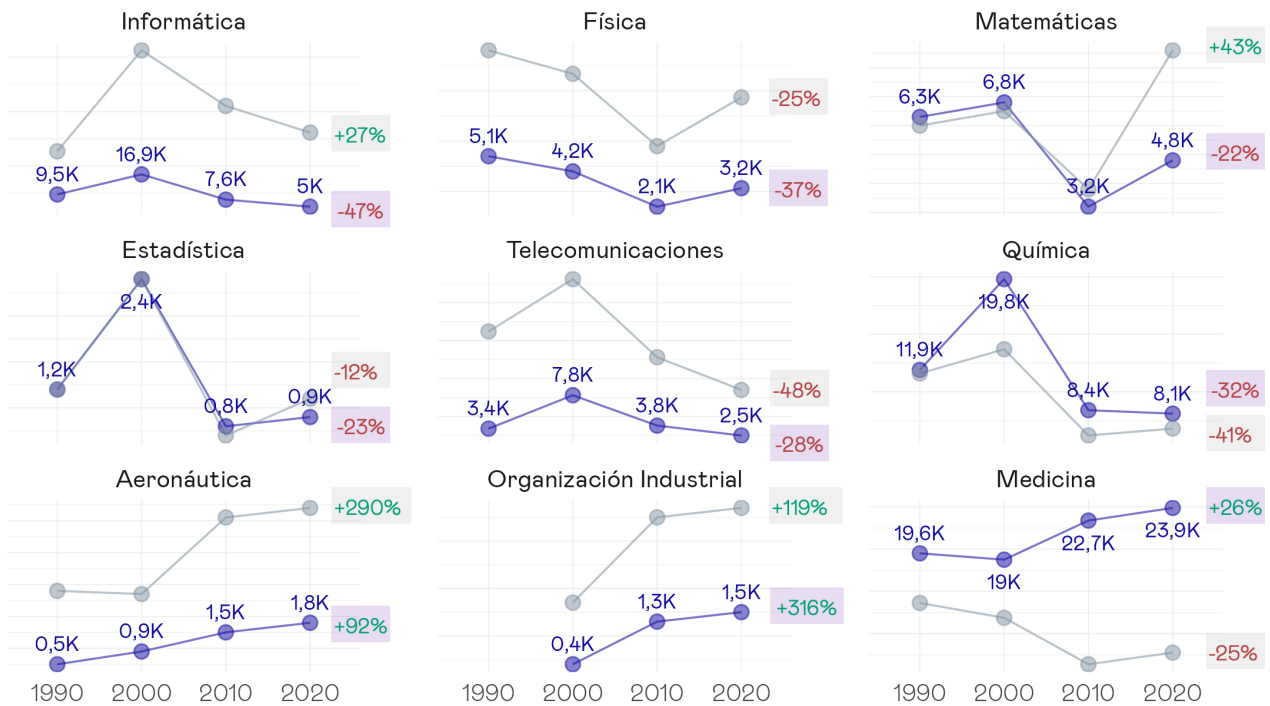 Informática
9,5K
16,9K
7,6K
5K
+27%
-47%
Física
5,1K
4,2K
2,1K
3,2K
-25%
-37%
Matemáticas
6,3K
6,8K
3,2K
4,8K
+43%
-22%
Estadística
1,2K
2,4K
0,8K
0,9K
-12%
-23%
Telecomunicaciones
3,4K
7,8K
3,8K
2,5K
-48%
-28%
Química
11,9K
19,8K
8,4K
8,1K
-32%
-41%
Aeronáutica
0,5K
0,9K
1,5K
1,8K
+290%
+92%
Organización Industrial
0,4K
1,3K
1,5K
+119%
+316%
Medicina
19,6K
19K
22,7K
23,9K
+26%
-25%
1990 2000 2010 2020
1990 2000 2010 2020
1990 2000 2010 2020